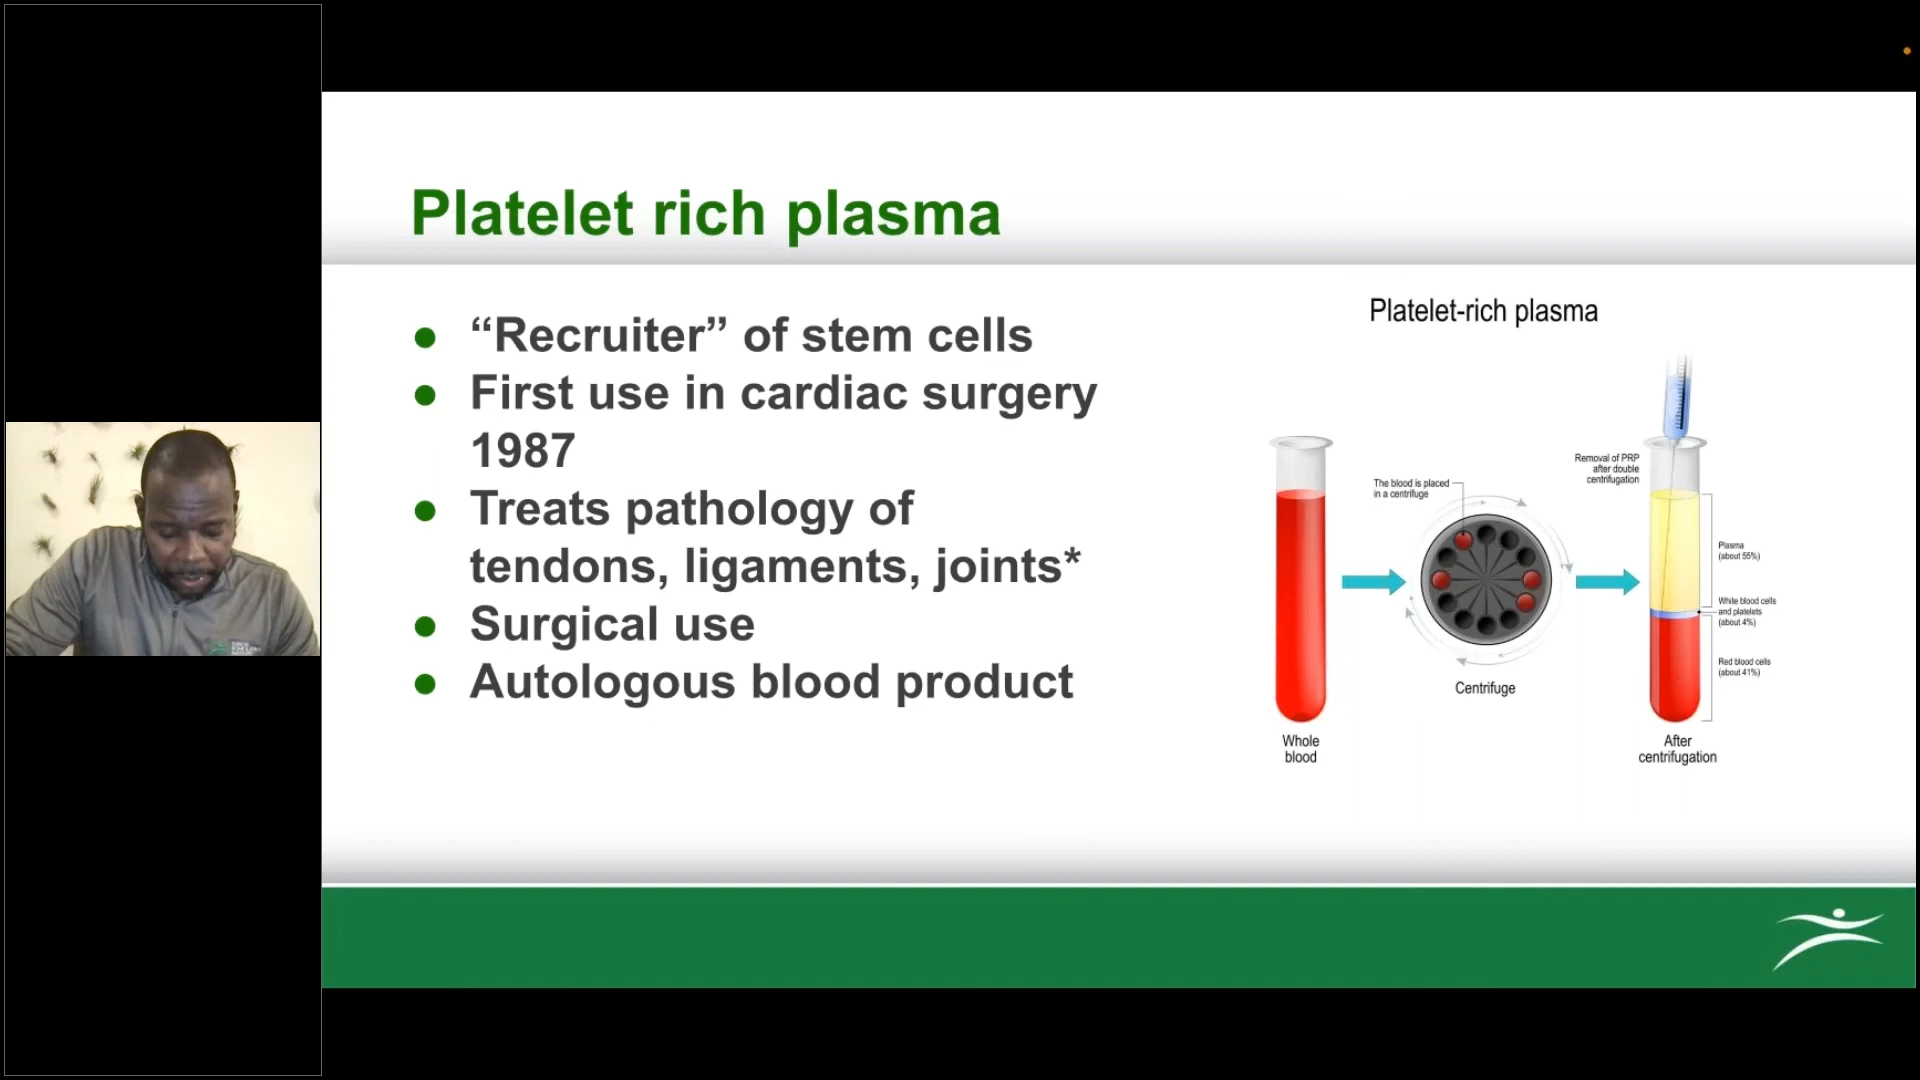 Platelet rich plasma
“Recruiter” of stem cells
First use in cardiac surgery
1987
Treats pathology of
tendons, ligaments, joints*
Surgical use
Autologous blood product
Platelet-rich plasma
The blood is placed
in a centrifuge
Removal of PRP
after double
centrifugation
Plasma
(about 55%)
White blood cells
and platelets
(about 4%)
Red blood cells
(about 41%)
Centrifuge
Whole
blood
After
centrifugation